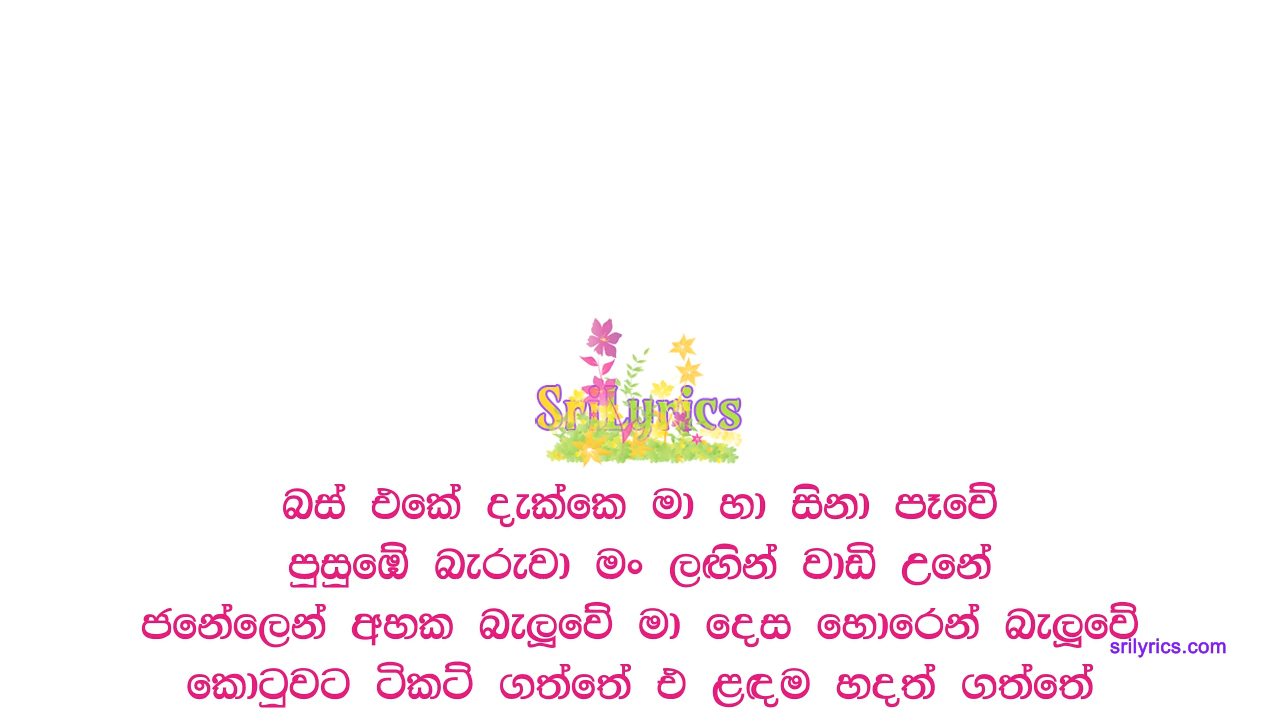 SriLyrics
බස් එකේ දැක්කෙ මා හා සිනා පෑවේ
පුසුඹේ බැරුවා මං ලඟින් වාඩි උනේ
ජනේලෙන් අහක බැලූවේ මා දෙස හොරෙන් බැලූවේ
srilyrics.com
කොටුවට ටිකට් ගත්තේ එ ළඳම හදත් ගත්තේ